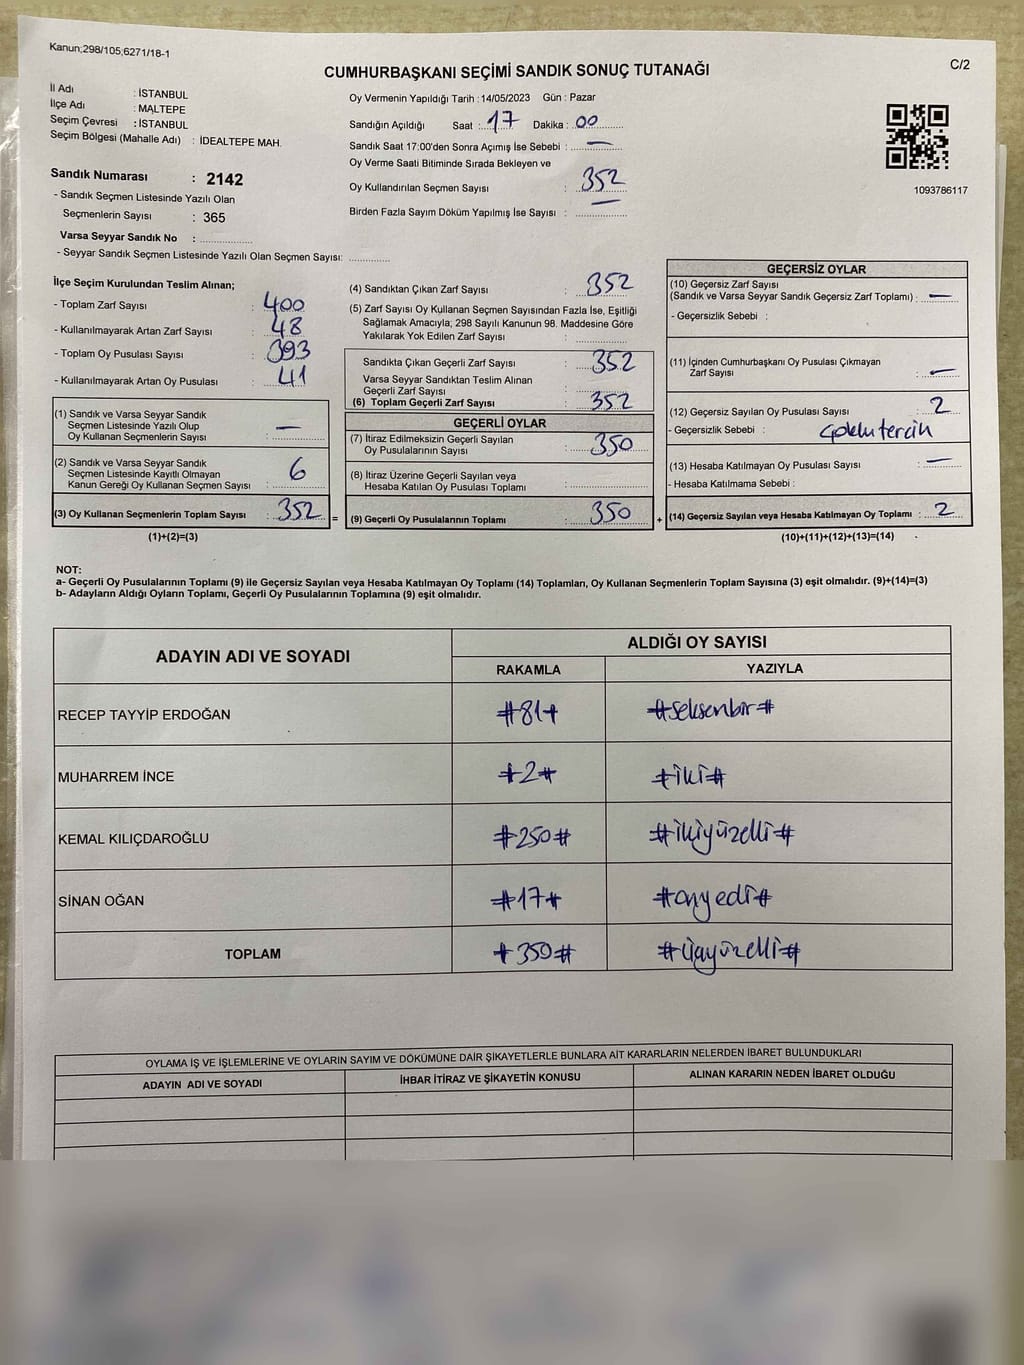 Kanun;298/105;6271/18-1
C/2
CUMHURBAŞKANI SEÇİMİ SANDIK SONUÇ TUTANAĞI
İl Adı : İSTANBUL
İlçe Adı : MALTEPE
Seçim Çevresi : İSTANBUL
Seçim Bölgesi (Mahalle Adı) : İDEALTEPE MAH.
Sandık Numarası : 2142
- Sandık Seçmen Listesinde Yazılı Olan
Seçmenlerin Sayısı : 365
Varsa Seyyar Sandık No : ................
- Seyyar Sandık Seçmen Listesinde Yazılı Olan Seçmen Sayısı: .............
Oy Vermenin Yapıldığı Tarih : 14/05/2023 Gün : Pazar
Sandığın Açıldığı Saat : 17 Dakika : 00
Sandık Saat 17:00'den Sonra Açımış İse Sebebi : —
Oy Verme Saati Bitiminde Sırada Bekleyen ve
Oy Kullandırılan Seçmen Sayısı : 352
Birden Fazla Sayım Döküm Yapılmış İse Sayısı : —
1093786117
İlçe Seçim Kurulundan Teslim Alınan;
- Toplam Zarf Sayısı : 400
- Kullanılmayarak Artan Zarf Sayısı : 48
- Toplam Oy Pusulası Sayısı : 393
- Kullanılmayarak Artan Oy Pusulası : 41
(1) Sandık ve Varsa Seyyar Sandık
Seçmen Listesinde Yazılı Olup
Oy Kullanan Seçmenlerin Sayısı : —
(2) Sandık ve Varsa Seyyar Sandık
Seçmen Listesinde Kayıtlı Olmayan
Kanun Gereği Oy Kullanan Seçmen Sayısı : 6
(3) Oy Kullanan Seçmenlerin Toplam Sayısı : 352 =
(1)+(2)=(3)
(4) Sandıktan Çıkan Zarf Sayısı : 352
(5) Zarf Sayısı Oy Kullanan Seçmen Sayısından Fazla İse, Eşitliği
Sağlamak Amacıyla, 298 Sayılı Kanunun 98. Maddesine Göre
Yakılarak Yok Edilen Zarf Sayısı :
Sandıkta Çıkan Geçerli Zarf Sayısı : 352
Varsa Seyyar Sandıktan Teslim Alınan
Geçerli Zarf Sayısı :
(6) Toplam Geçerli Zarf Sayısı : 352
GEÇERLİ OYLAR
(7) İtiraz Edilmeksizin Geçerli Sayılan
Oy Pusulalarının Sayısı : 350
(8) İtiraz Üzerine Geçerli Sayılan veya
Hesaba Katılan Oy Pusulası Toplamı :
(9) Geçerli Oy Pusulalarının Toplamı : 350 +
GEÇERSİZ OYLAR
(10) Geçersiz Zarf Sayısı
(Sandık ve Varsa Seyyar Sandık Geçersiz Zarf Toplamı) : —
- Geçersizlik Sebebi :
(11) İçinden Cumhurbaşkanı Oy Pusulası Çıkmayan
Zarf Sayısı : —
(12) Geçersiz Sayılan Oy Pusulası Sayısı : 2
- Geçersizlik Sebebi : çoklu tercih
(13) Hesaba Katılmayan Oy Pusulası Sayısı : —
- Hesaba Katılmama Sebebi :
(14) Geçersiz Sayılan veya Hesaba Katılmayan Oy Toplamı : 2
(10)+(11)+(12)+(13)=(14)
NOT:
a- Geçerli Oy Pusulalarının Toplamı (9) ile Geçersiz Sayılan veya Hesaba Katılmayan Oy Toplamı (14) Toplamları, Oy Kullanan Seçmenlerin Toplam Sayısına (3) eşit olmalıdır. (9)+(14)=(3)
b- Adayların Aldığı Oyların Toplamı, Geçerli Oy Pusulalarının Toplamına (9) eşit olmalıdır.
ADAYIN ADI VE SOYADI
ALDIĞI OY SAYISI
RAKAMLA YAZIYLA
RECEP TAYYİP ERDOĞAN #81# #seksenbir#
MUHARREM İNCE #2# #iki#
KEMAL KILIÇDAROĞLU #250# #ikiyüzelli#
SİNAN OĞAN #17# #onyedi#
TOPLAM #350# #üçyüzelli#
OYLAMA İŞ VE İŞLEMLERİNE VE OYLARIN SAYIM VE DÖKÜMÜNE DAİR ŞİKAYETLERLE BUNLARA AİT KARARLARIN NELERDEN İBARET BULUNDUKLARI
ADAYIN ADI VE SOYADI İHBAR İTİRAZ VE ŞİKAYETİN KONUSU ALINAN KARARIN NEDEN İBARET OLDUĞU